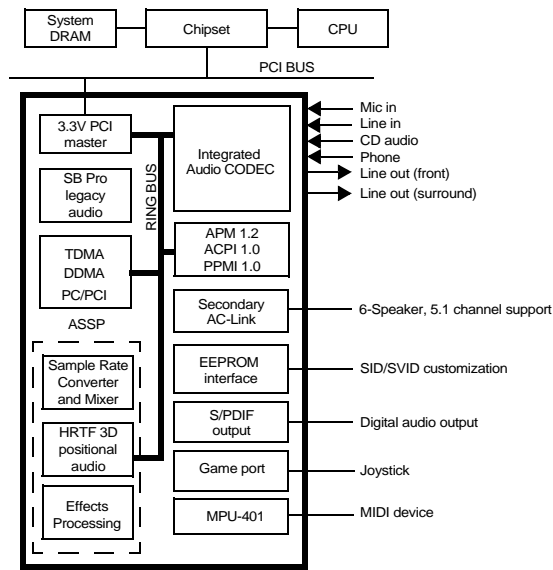 System
DRAM
Chipset
CPU
PCI BUS
3.3V PCI
master
SB Pro
legacy
audio
TDMA
DDMA
PC/PCI
ASSP
Sample Rate
Converter
and Mixer
HRTF 3D
positional
audio
Effects
Processing
RING BUS
Integrated
Audio CODEC
APM 1.2
ACPI 1.0
PPMI 1.0
Secondary
AC-Link
EEPROM
interface
S/PDIF
output
Game port
MPU-401
Mic in
Line in
CD audio
Phone
Line out (front)
Line out (surround)
6-Speaker, 5.1 channel support
SID/SVID customization
Digital audio output
Joystick
MIDI device